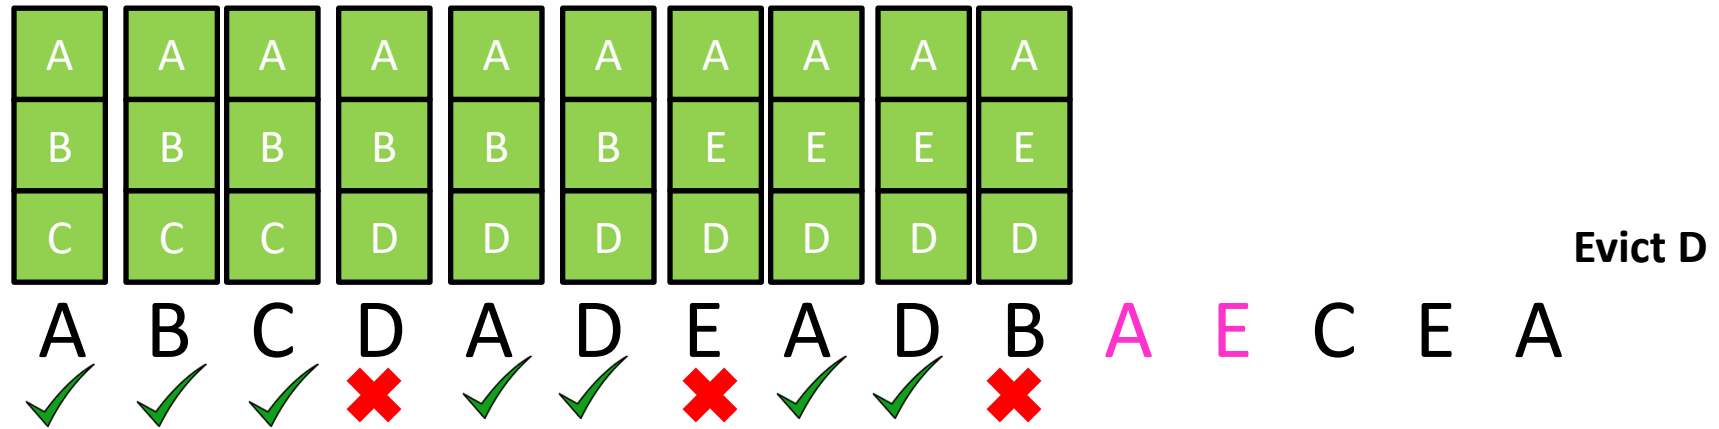 A A A A A A A A A A
B B B B B B E E E E
C C C D D D D D D D
Evict D
A B C D A D E A D B A E C E A